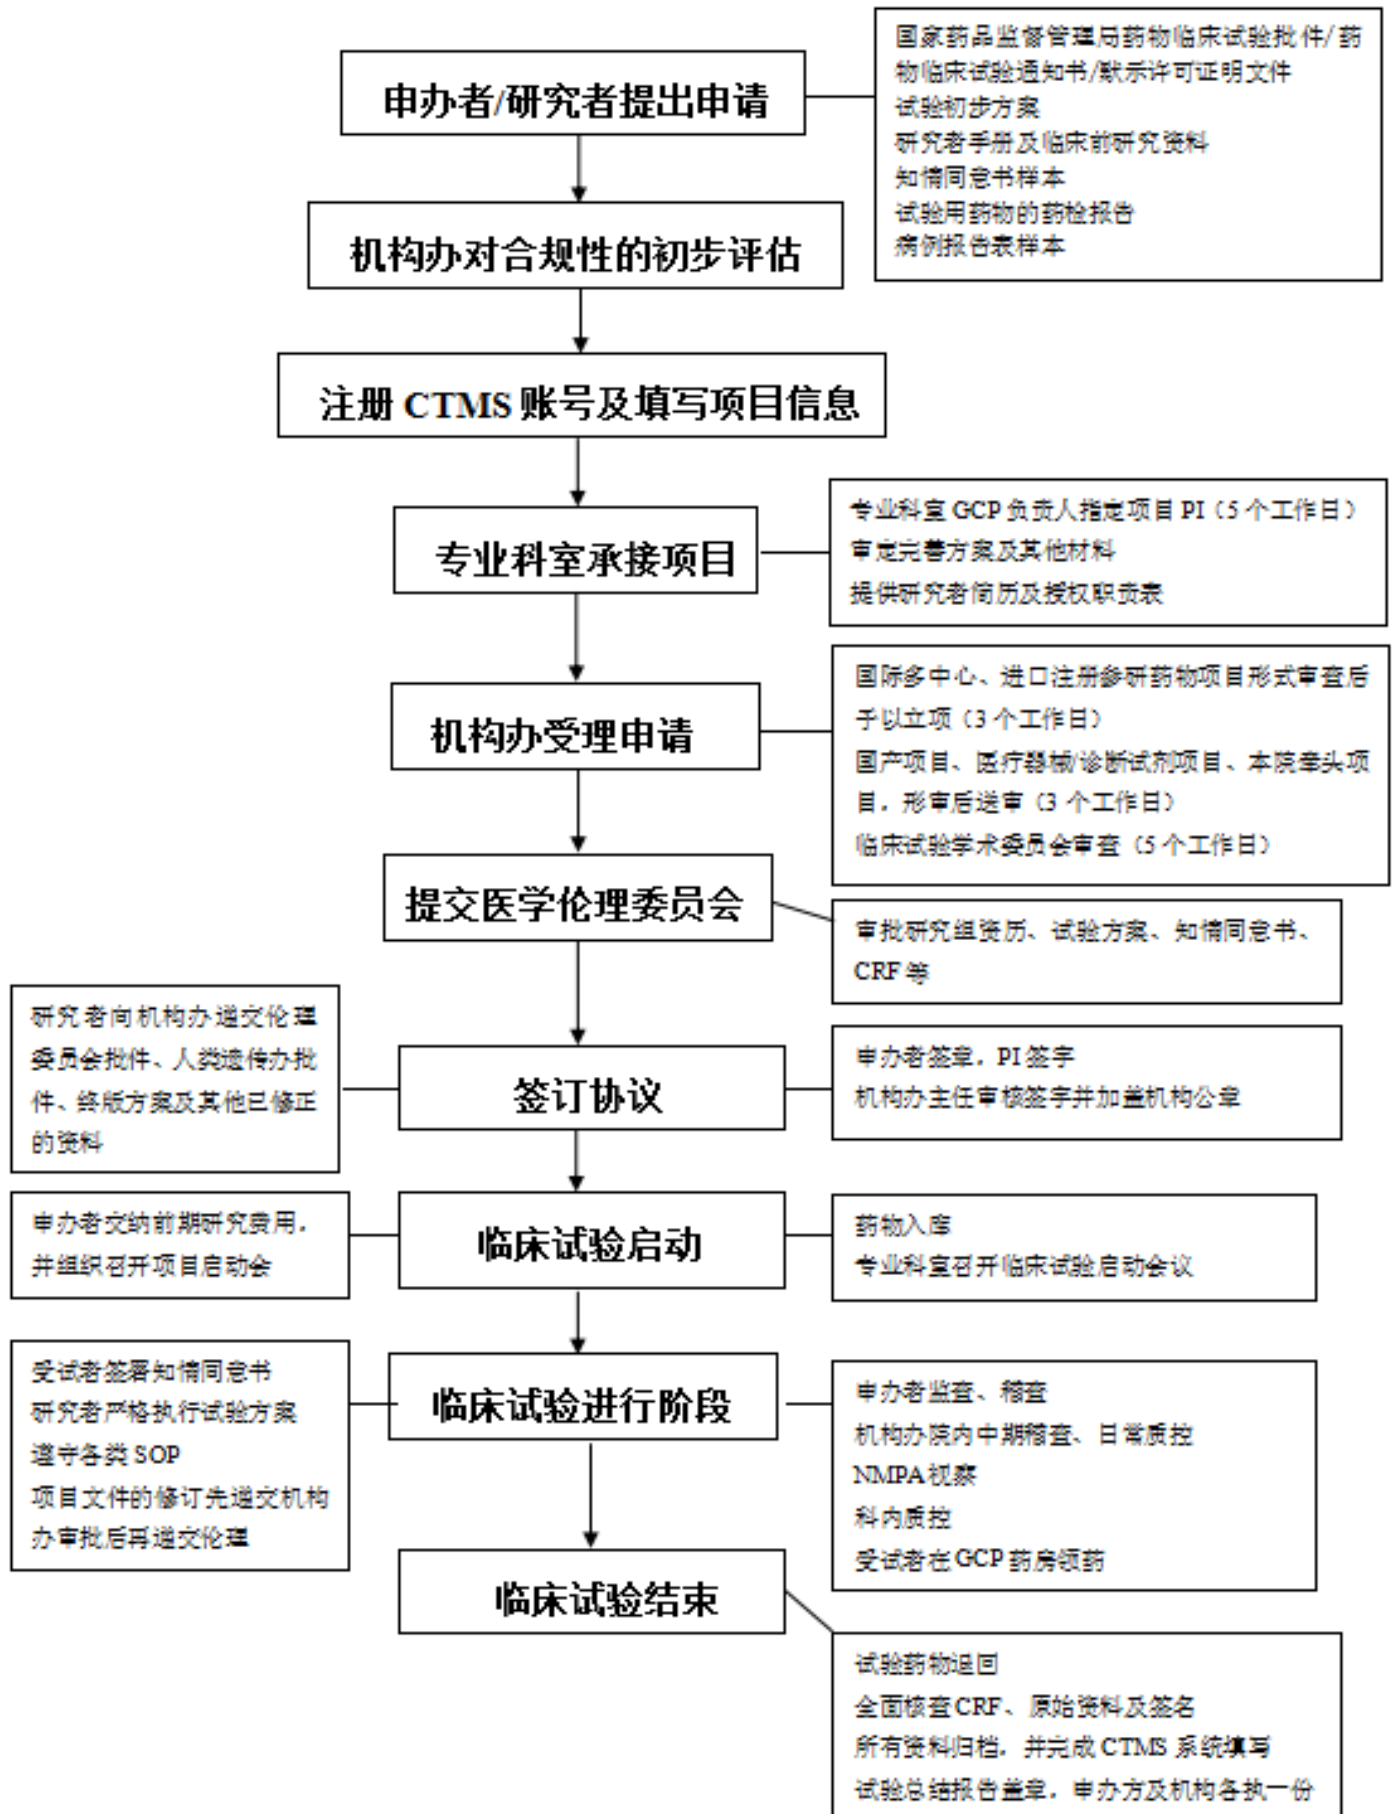 申办者/研究者提出申请
国家药品监督管理局药物临床试验批件/药
物临床试验通知书/默示许可证明文件
试验初步方案
研究者手册及临床前研究资料
知情同意书样本
试验用药物的药检报告
病例报告表样本
机构办对合规性的初步评估
注册 CTMS 账号及填写项目信息
专业科室承接项目
专业科室 GCP 负责人指定项目 PI（5 个工作日）
审定完善方案及其他材料
提供研究者简历及授权职责表
机构办受理申请
国际多中心、进口注册参研药物项目形式审查后
予以立项（3 个工作日）
国产项目、医疗器械/诊断试剂项目、本院牵头项
目，形审后送审（3 个工作日）
临床试验学术委员会审查（5 个工作日）
提交医学伦理委员会
审批研究组资历、试验方案、知情同意书、
CRF 等
研究者向机构办递交伦理
委员会批件、人类遗传办批
件、终版方案及其他已修正
的资料
签订协议
申办者签章，PI 签字
机构办主任审核签字并加盖机构公章
申办者交纳前期研究费用，
并组织召开项目启动会
临床试验启动
药物入库
专业科室召开临床试验启动会议
受试者签署知情同意书
研究者严格执行试验方案
遵守各类 SOP
项目文件的修订先递交机构
办审批后再递交伦理
临床试验进行阶段
申办者监查、稽查
机构办院内中期稽查、日常质控
NMPA 视察
科内质控
受试者在 GCP 药房领药
临床试验结束
试验药物退回
全面核查 CRF、原始资料及签名
所有资料归档，并完成 CTMS 系统填写
试验总结报告盖章，申办方及机构各执一份